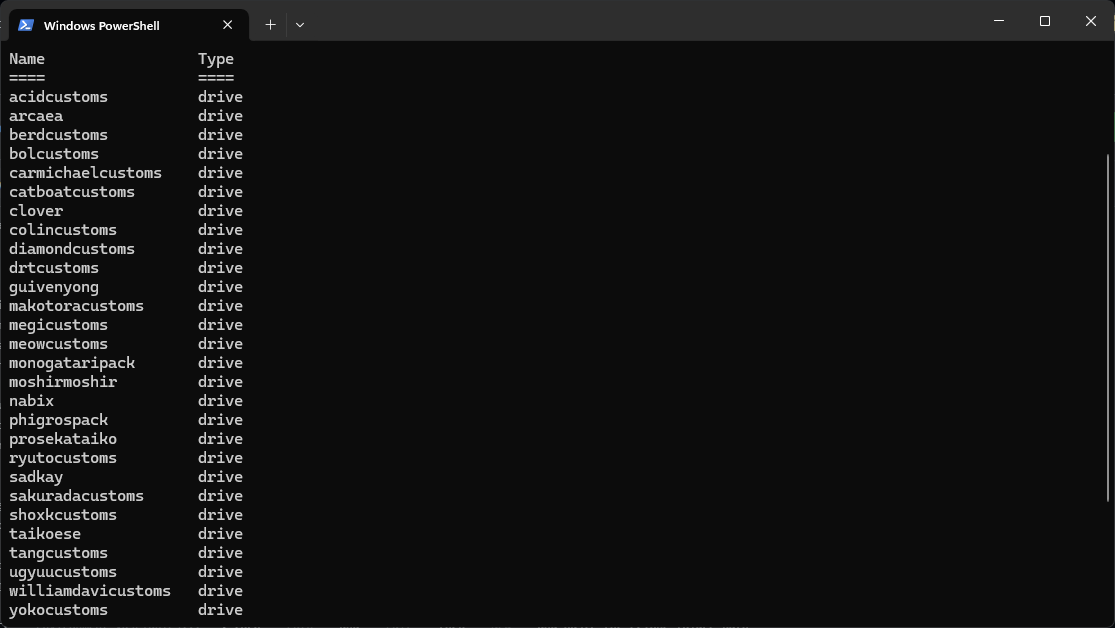 Windows PowerShell
Name Type
==== ====
acidcustoms drive
arcaea drive
berdcustoms drive
bolcustoms drive
carmichaelcustoms drive
catboatcustoms drive
clover drive
colincustoms drive
diamondcustoms drive
drtcustoms drive
guivenyong drive
makotoracustoms drive
megicustoms drive
meowcustoms drive
monogataripack drive
moshirmoshir drive
nabix drive
phigrospack drive
prosekataiko drive
ryutocustoms drive
sadkay drive
sakuradacustoms drive
shoxkcustoms drive
taikoese drive
tangcustoms drive
ugyuucustoms drive
williamdavicustoms drive
yokocustoms drive